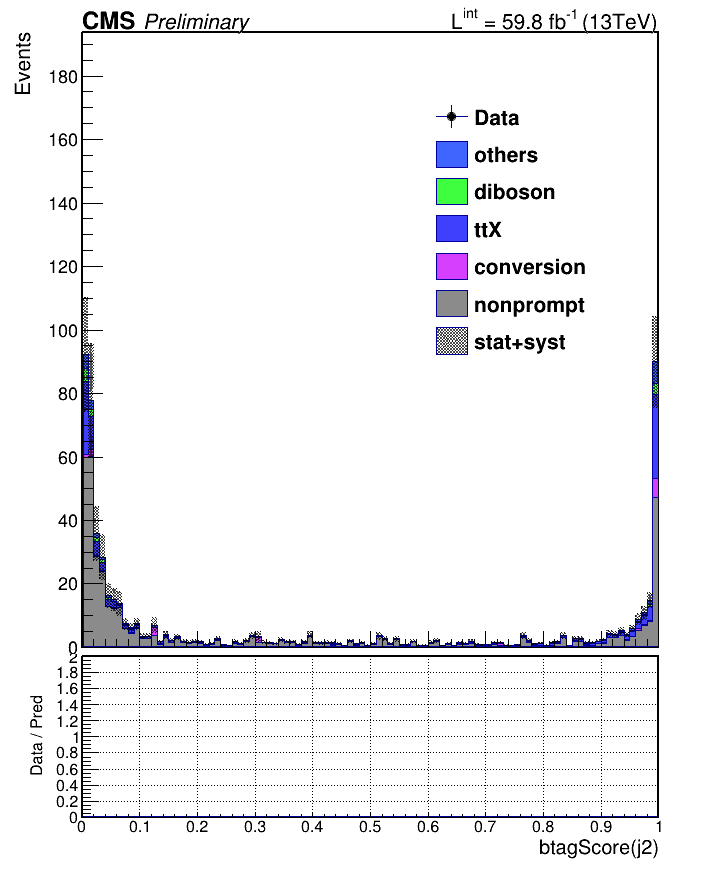 CMS Preliminary
L^int = 59.8 fb^-1 (13TeV)
Events
180
160
140
120
100
80
60
40
20
0
Data
others
diboson
ttX
conversion
nonprompt
stat+syst
Data / Pred
2
1.8
1.6
1.4
1.2
1
0.8
0.6
0.4
0.2
0
0 0.1 0.2 0.3 0.4 0.5 0.6 0.7 0.8 0.9 1
btagScore(j2)